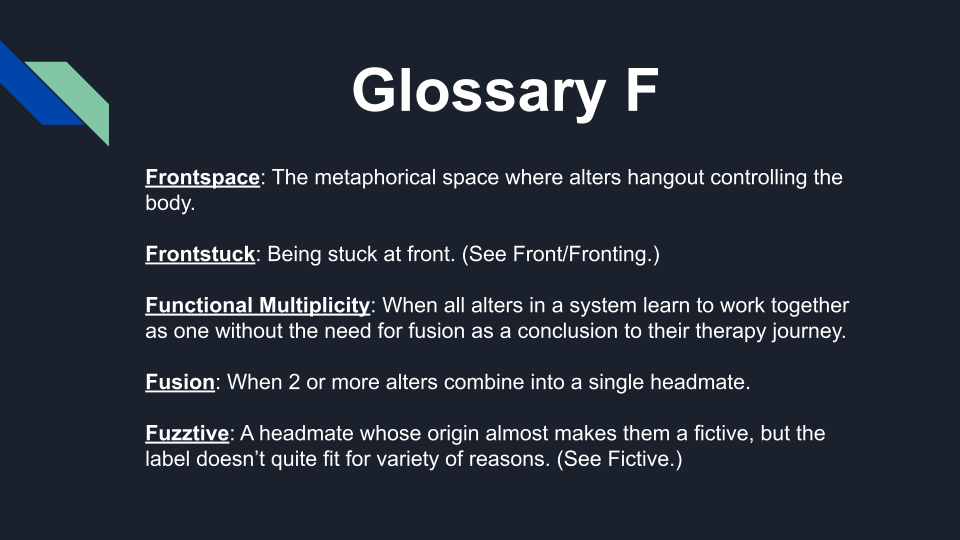 Glossary F
Frontspace: The metaphorical space where alters hangout controlling the
body.
Frontstuck: Being stuck at front. (See Front/Fronting.)
Functional Multiplicity: When all alters in a system learn to work together
as one without the need for fusion as a conclusion to their therapy journey.
Fusion: When 2 or more alters combine into a single headmate.
Fuzztive: A headmate whose origin almost makes them a fictive, but the
label doesn’t quite fit for variety of reasons. (See Fictive.)